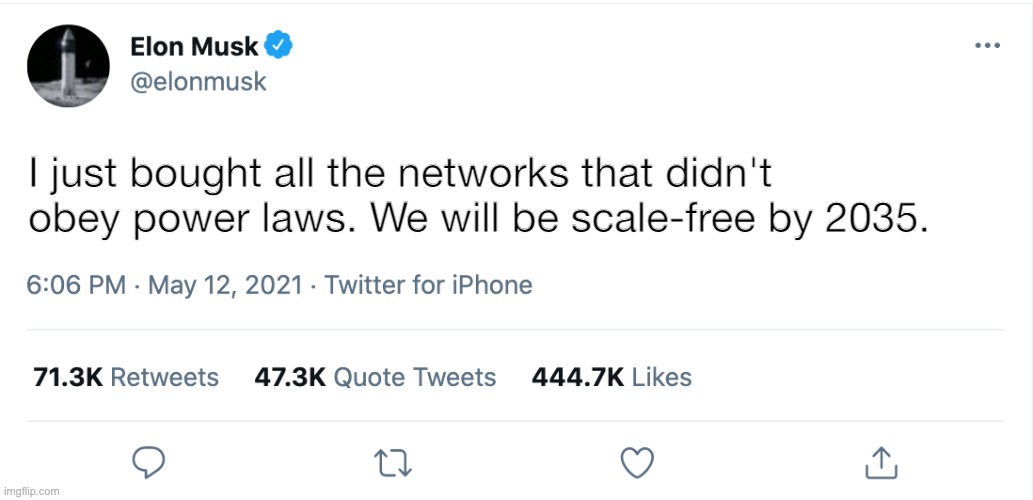 Elon Musk
@elonmusk
I just bought all the networks that didn't
obey power laws. We will be scale-free by 2035.
6:06 PM · May 12, 2021 · Twitter for iPhone
71.3K Retweets 47.3K Quote Tweets 444.7K Likes
imgflip.com